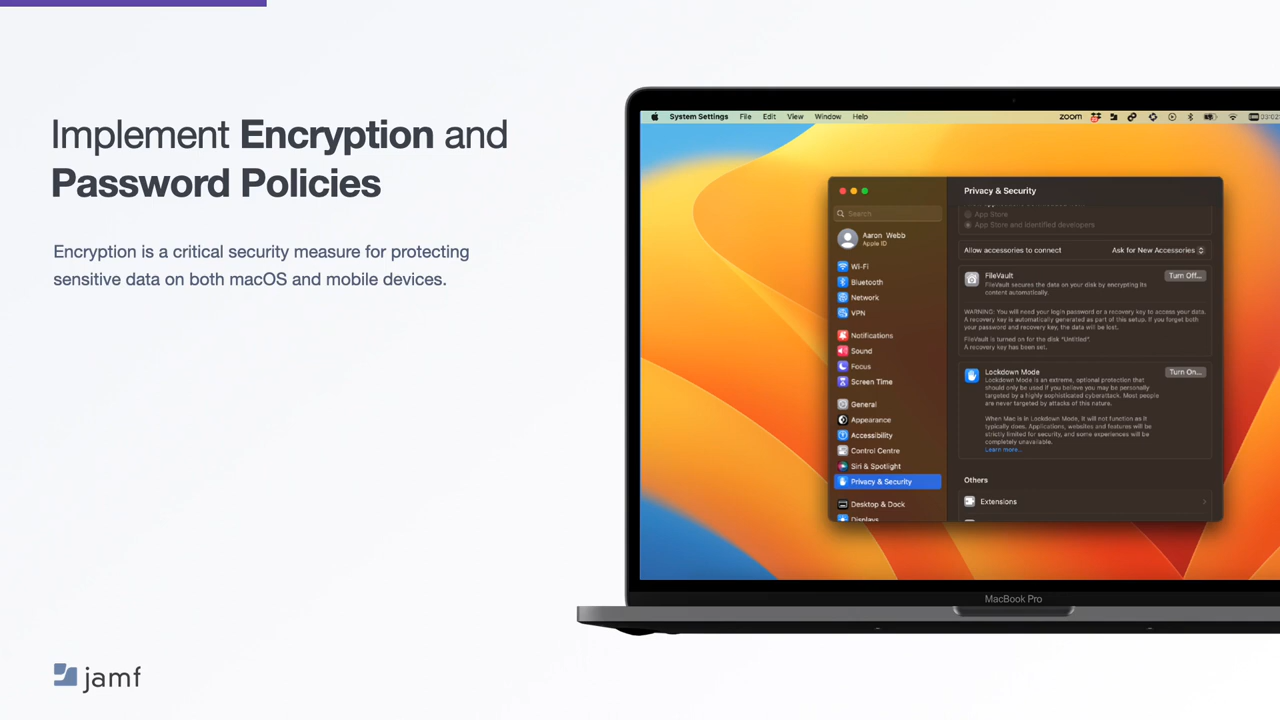 Implement Encryption and
Password Policies
Encryption is a critical security measure for protecting
sensitive data on both macOS and mobile devices.
jamf
System Settings File Edit View Window Help
zoom
Search
Aaron Webb
Apple ID
Wi-Fi
Bluetooth
Network
VPN
Notifications
Sound
Focus
Screen Time
General
Appearance
Accessibility
Control Centre
Siri & Spotlight
Privacy & Security
Desktop & Dock
Displays
Privacy & Security
App Store
App Store and identified developers
Allow accessories to connect Ask for New Accessories
FileVault Turn Off...
FileVault secures the data on your disk by encrypting its
content automatically.
WARNING: You will need your login password or a recovery key to access your data.
A recovery key is automatically generated as part of this setup. If you forget both
your password and recovery key, the data will be lost.
FileVault is turned on for the disk "Untitled".
A recovery key has been set.
Lockdown Mode Turn On...
Lockdown Mode is an extreme, optional protection that
should only be used if you believe you may be personally
targeted by a highly sophisticated cyberattack. Most people
are never targeted by attacks of this nature.
When Mac is in Lockdown Mode, it will not function as it
typically does. Applications, websites and features will be
strictly limited for security, and some experiences will be
completely unavailable.
Learn more...
Others
Extensions
MacBook Pro